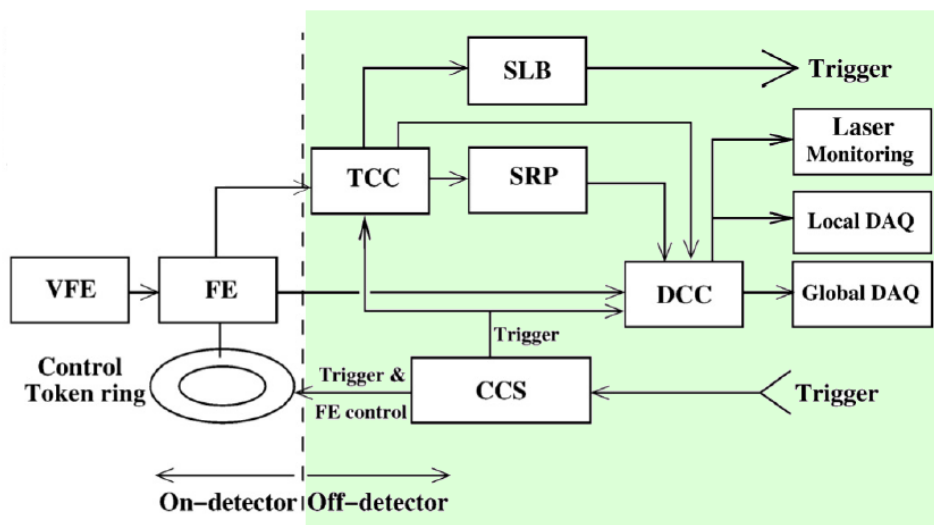 SLB
Trigger
Laser
Monitoring
TCC
SRP
Local DAQ
VFE
FE
DCC
Global DAQ
Trigger
Control
Token ring
Trigger &
FE control
CCS
Trigger
On-detector
Off-detector